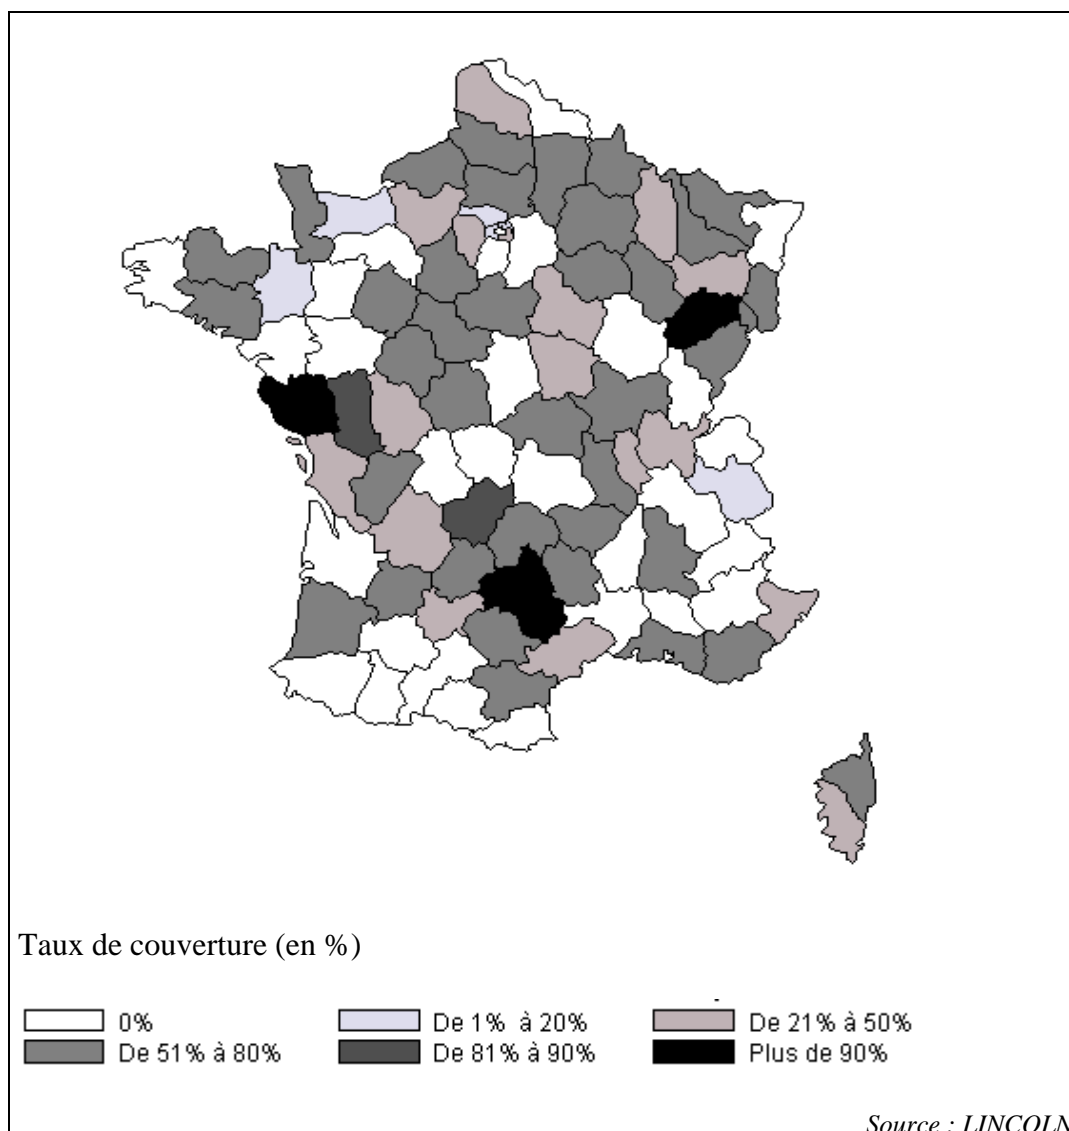 Taux de couverture (en %)
0%
De 1% à 20%
De 21% à 50%
De 51% à 80%
De 81% à 90%
Plus de 90%
Source : LINCOLN